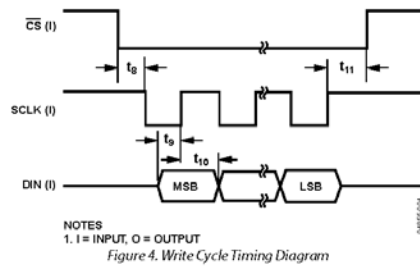 CS (I)
t8
t11
SCLK (I)
t9
t10
DIN (I)
MSB
LSB
NOTES
1. I = INPUT, O = OUTPUT
Figure 4. Write Cycle Timing Diagram